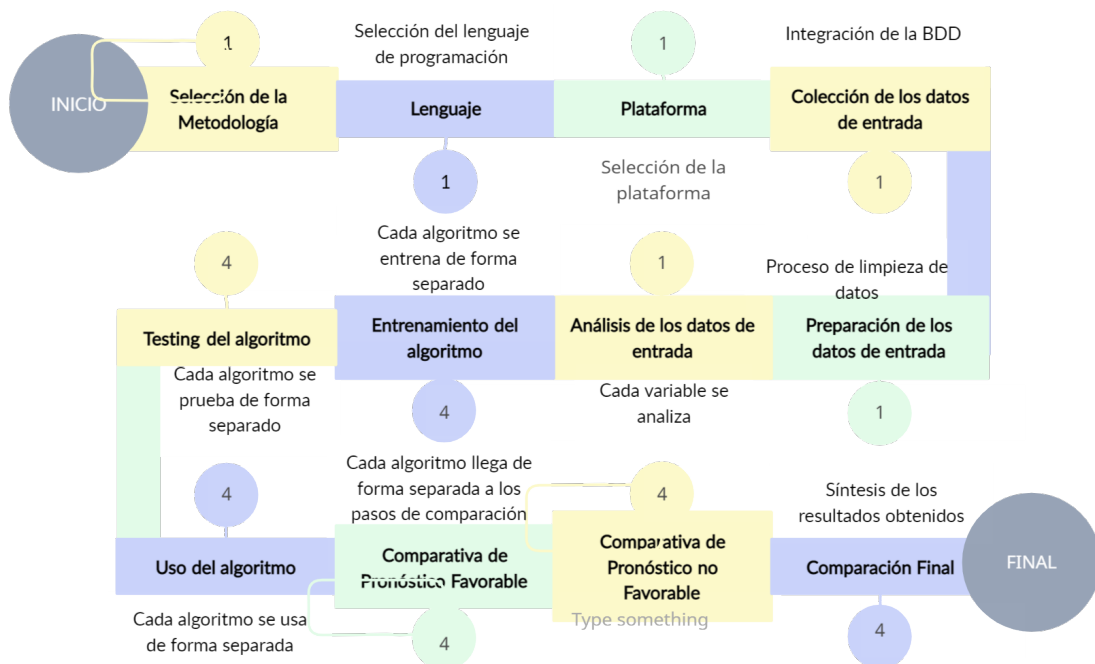 1
Selección del lenguaje
de programación
1
Integración de la BDD
INICIO
Selección de la
Metodología
Lenguaje
Plataforma
Colección de los datos
de entrada
1
Selección de la
plataforma
1
4
Cada algoritmo se
entrena de forma
separado
1
Proceso de limpieza de
datos
Testing del algoritmo
Entrenamiento del
algoritmo
Análisis de los datos de
entrada
Preparación de los
datos de entrada
Cada algoritmo se
prueba de forma
separado
4
Cada variable se
analiza
1
4
Cada algoritmo llega de
forma separada a los
pasos de comparación
4
Síntesis de los
resultados obtenidos
Uso del algoritmo
Comparativa de
Pronóstico Favorable
Comparativa de
Pronóstico no
Favorable
Comparación Final
FINAL
Cada algoritmo se usa
de forma separada
4
Type something
4